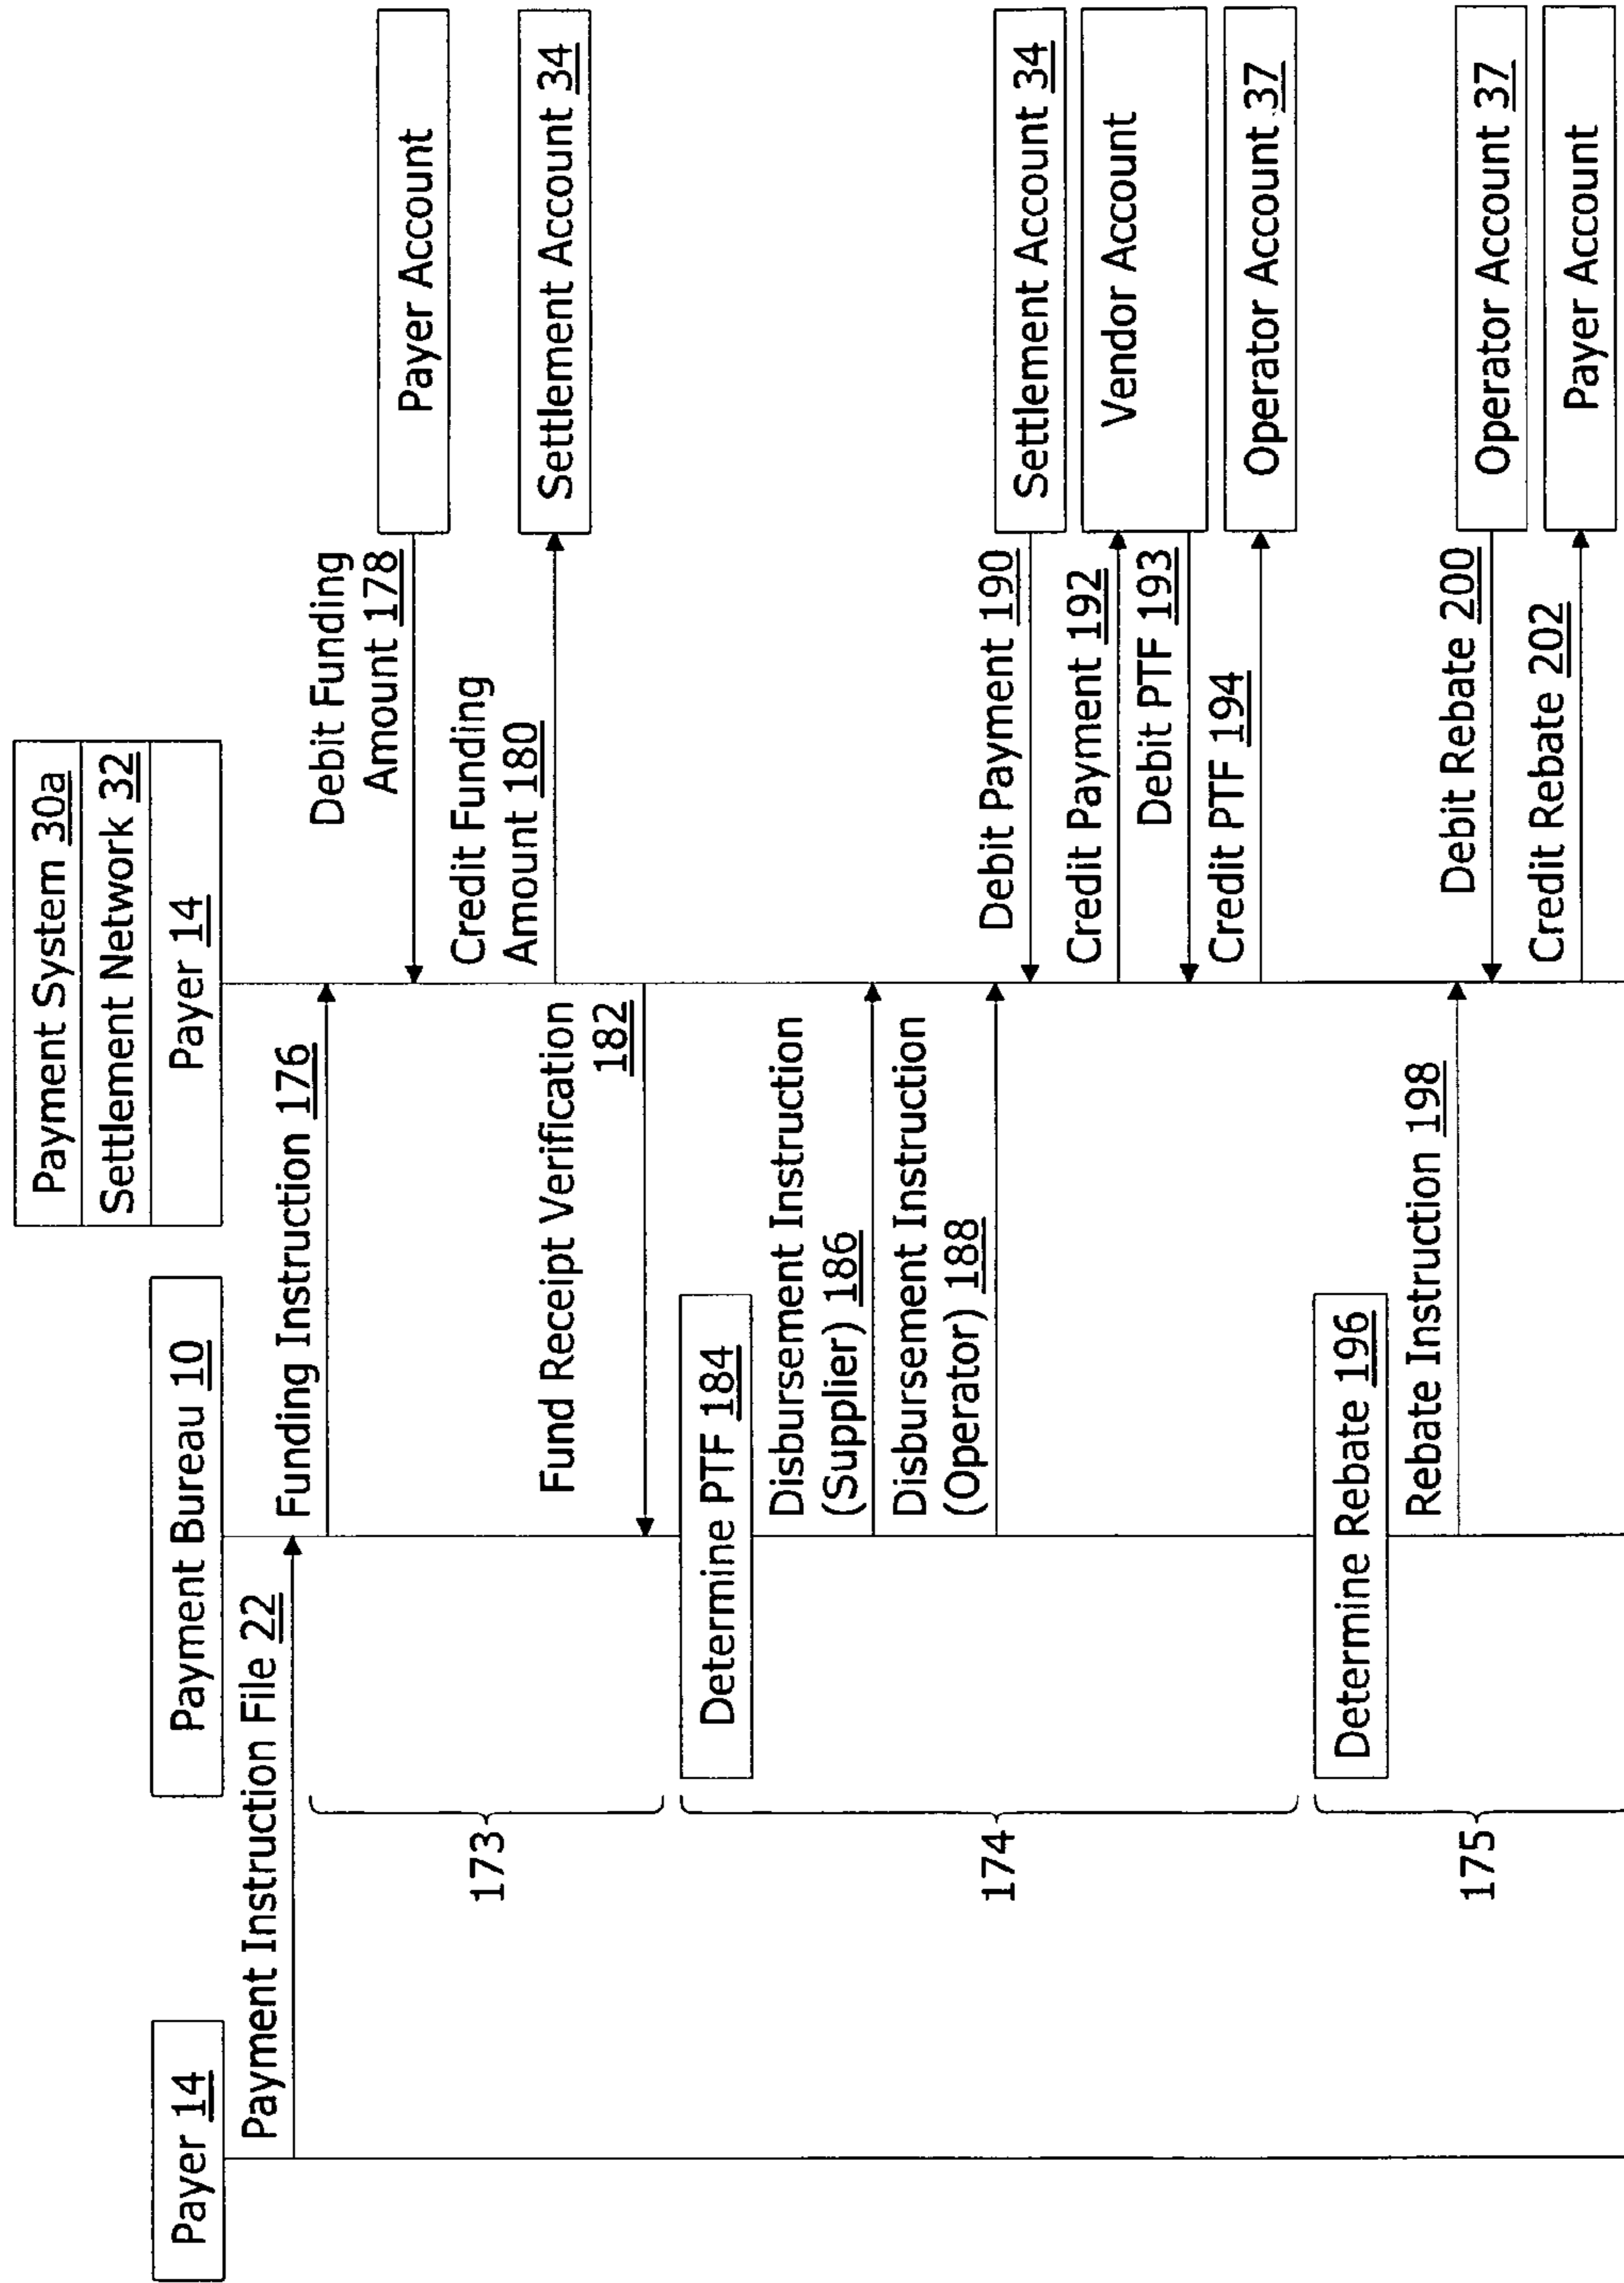 Payer 14
Payment Bureau 10
Payment System 30a
Settlement Network 32
Payer 14
Payment Instruction File 22
Funding Instruction 176
Debit Funding
Amount 178
Payer Account
Credit Funding
Amount 180
Settlement Account 34
173
Fund Receipt Verification
182
Determine PTF 184
Disbursement Instruction
(Supplier) 186
Disbursement Instruction
(Operator) 188
174
Debit Payment 190
Settlement Account 34
Credit Payment 192
Vendor Account
Debit PTF 193
Credit PTF 194
Operator Account 37
Determine Rebate 196
Rebate Instruction 198
175
Debit Rebate 200
Operator Account 37
Credit Rebate 202
Payer Account